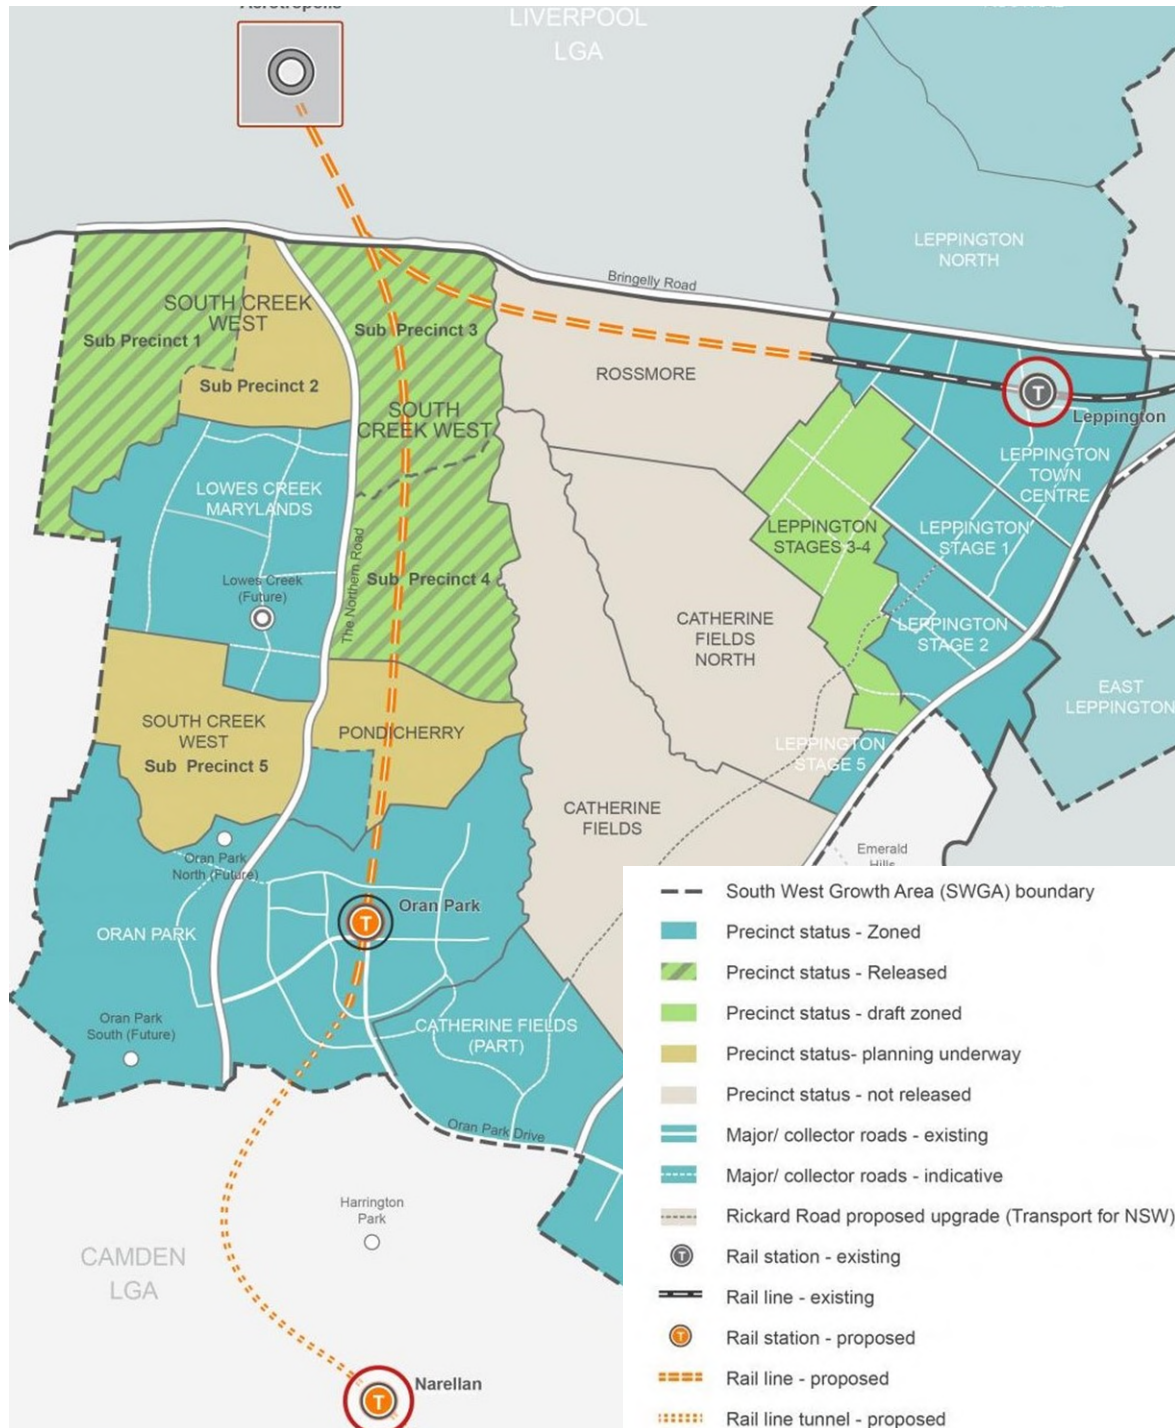 Aerotropolis
LIVERPOOL
LGA
LEPPINGTON
NORTH
Bringelly Road
SOUTH CREEK
WEST
Sub Precinct 1
Sub Precinct 2
Sub Precinct 3
SOUTH
CREEK WEST
ROSSMORE
Leppington
LEPPINGTON
TOWN
CENTRE
LOWES CREEK
MARYLANDS
LEPPINGTON
STAGES 3-4
LEPPINGTON
STAGE 1
The Northern Road
Sub Precinct 4
Lowes Creek
(Future)
CATHERINE
FIELDS
NORTH
LEPPINGTON
STAGE 2
EAST
LEPPINGTON
SOUTH CREEK
WEST
Sub Precinct 5
PONDICHERRY
LEPPINGTON
STAGE 5
CATHERINE
FIELDS
Emerald
Hills
Oran Park
North (Future)
Oran Park
ORAN PARK
Oran Park
South (Future)
CATHERINE FIELDS
(PART)
Oran Park Drive
Harrington
Park
CAMDEN
LGA
Narellan
T
T
T
South West Growth Area (SWGA) boundary
Precinct status - Zoned
Precinct status - Released
Precinct status - draft zoned
Precinct status- planning underway
Precinct status - not released
Major/ collector roads - existing
Major/ collector roads - indicative
Rickard Road proposed upgrade (Transport for NSW)
T Rail station - existing
Rail line - existing
T Rail station - proposed
Rail line - proposed
Rail line tunnel - proposed